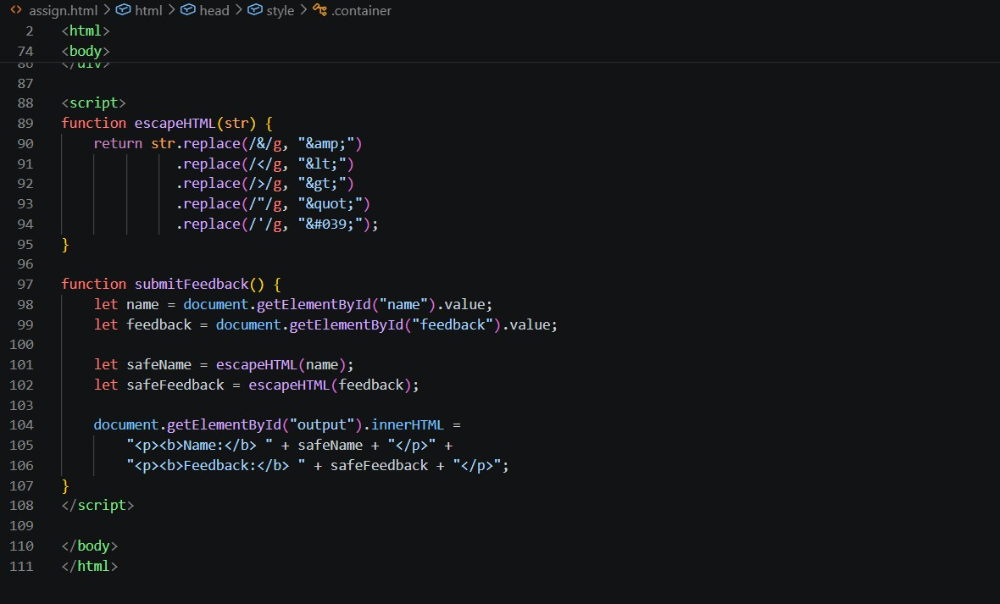 assign.html > html > head > style > .container
2 <html>
74 <body>
86 </div>
87
88 <script>
89 function escapeHTML(str) {
90 return str.replace(/&/g, "&amp;")
91 .replace(/</g, "&lt;")
92 .replace(/>/g, "&gt;")
93 .replace(/"/g, "&quot;")
94 .replace(/'/g, "&#039;");
95 }
96
97 function submitFeedback() {
98 let name = document.getElementById("name").value;
99 let feedback = document.getElementById("feedback").value;
100
101 let safeName = escapeHTML(name);
102 let safeFeedback = escapeHTML(feedback);
103
104 document.getElementById("output").innerHTML =
105 "<p><b>Name:</b> " + safeName + "</p>" +
106 "<p><b>Feedback:</b> " + safeFeedback + "</p>";
107 }
108 </script>
109
110 </body>
111 </html>